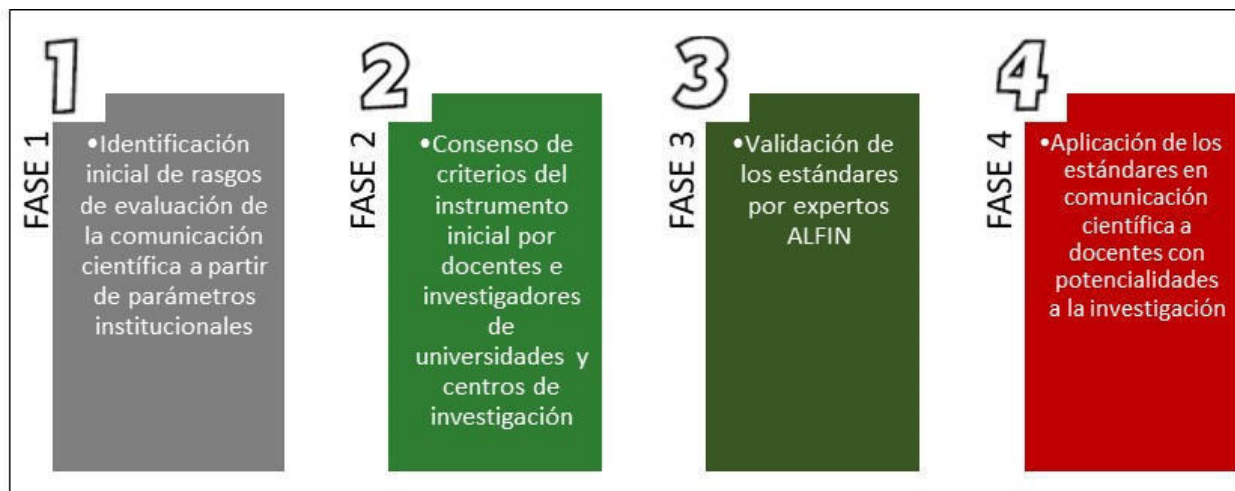 1
FASE 1
•Identificación
inicial de rasgos
de evaluación de
la comunicación
científica a partir
de parámetros
institucionales
2
FASE 2
•Consenso de
criterios del
instrumento
inicial por
docentes e
investigadores
de
universidades y
centros de
investigación
3
FASE 3
•Validación de
los estándares
por expertos
ALFIN
4
FASE 4
•Aplicación de los
estándares en
comunicación
científica a
docentes con
potencialidades
a la investigación